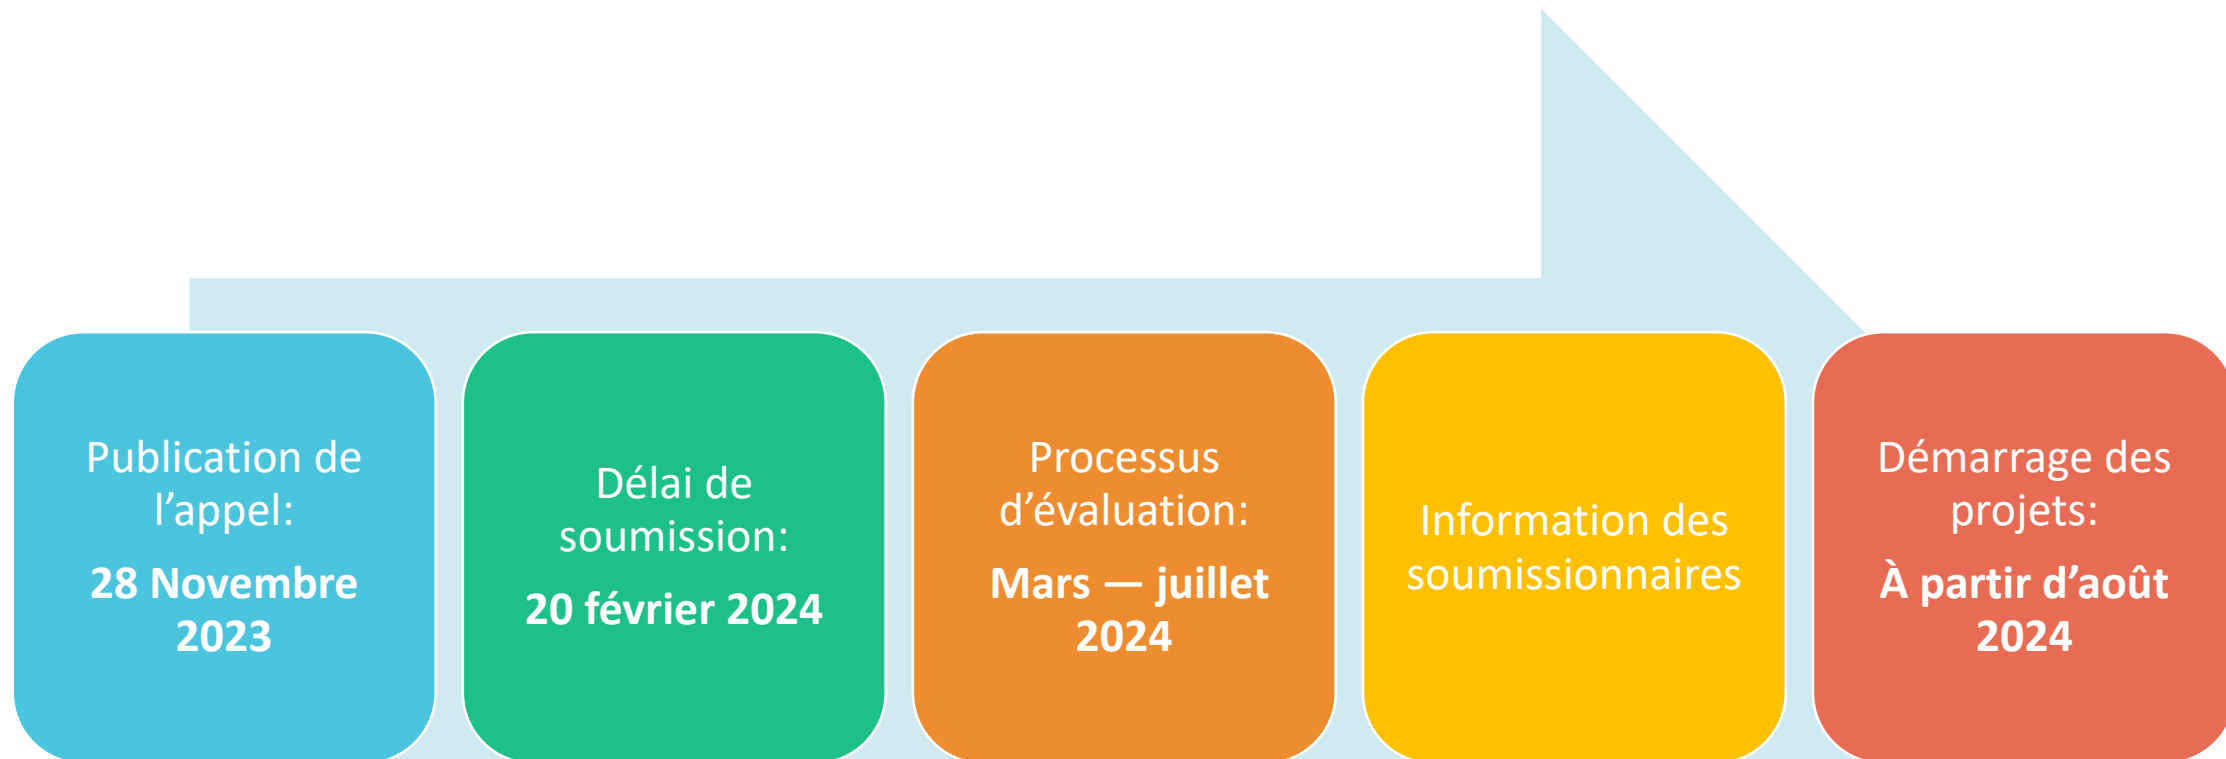 Publication de
l’appel:
28 Novembre
2023
Délai de
soumission:
20 février 2024
Processus
d’évaluation:
Mars — juillet
2024
Information des
soumissionnaires
Démarrage des
projets:
À partir d’août
2024